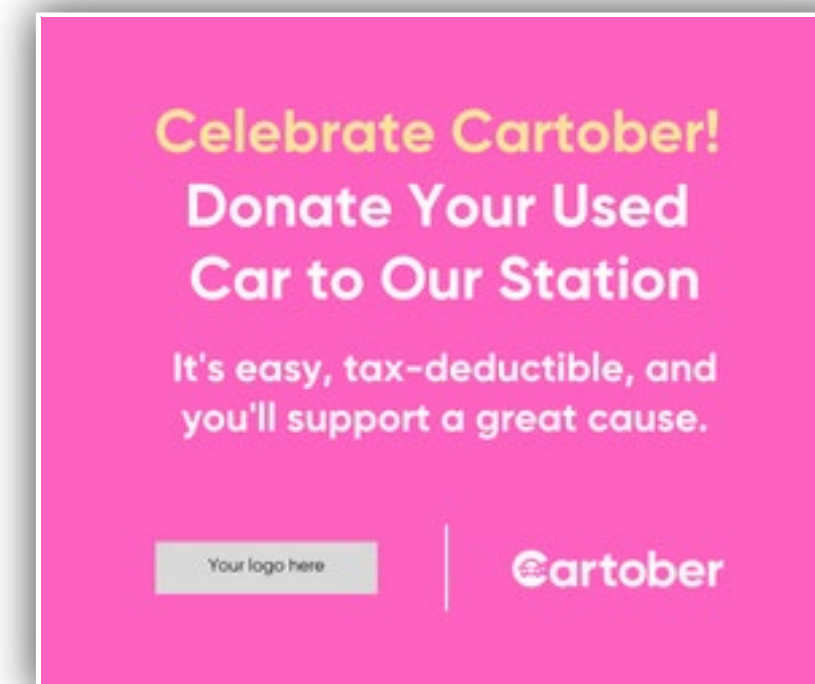 Celebrate Cartober!
Donate Your Used
Car to Our Station
It's easy, tax-deductible, and
you'll support a great cause.
Your logo here
Cartober